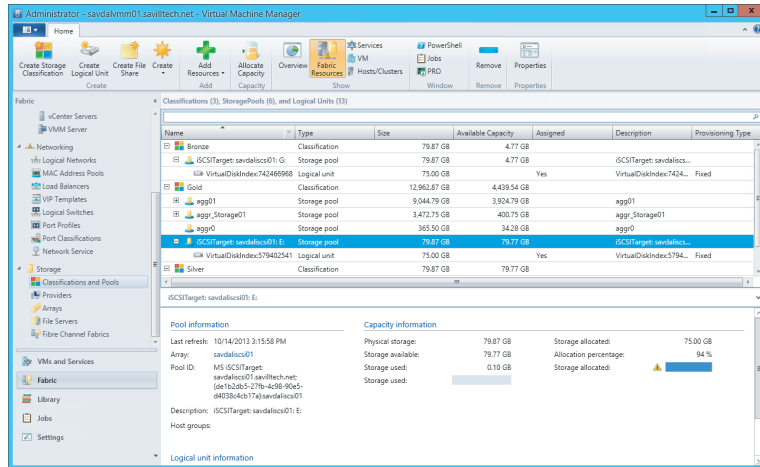 Administrator - savdalvmm01.savilltech.net - Virtual Machine Manager
Home
Create Storage Classification
Create Logical Unit
Create File Share
Create
Add Resources
Allocate Capacity
Overview
Fabric Resources
Services
VM
Hosts/Clusters
PowerShell
Jobs
PRO
Remove
Properties
Create
Add
Capacity
Show
Window
Remove
Properties
Fabric
vCenter Servers
VMM Server
Networking
Logical Networks
MAC Address Pools
Load Balancers
VIP Templates
Logical Switches
Port Profiles
Port Classifications
Network Service
Storage
Classifications and Pools
Providers
Arrays
File Servers
Fibre Channel Fabrics
VMs and Services
Fabric
Library
Jobs
Settings
Classifications (3), StoragePools (6), and Logical Units (13)
Name Type Size Available Capacity Assigned Description Provisioning Type
Bronze Classification 79.87 GB 4.77 GB
iSCSITarget: savdaliscsi01: G: Storage pool 79.87 GB 4.77 GB iSCSITarget: savdaliscs...
VirtualDiskIndex:742466968 Logical unit 75.00 GB Yes VirtualDiskIndex:7424... Fixed
Gold Classification 12,962.87 GB 4,439.54 GB
agg01 Storage pool 9,044.79 GB 3,924.79 GB agg01
aggr_Storage01 Storage pool 3,472.75 GB 400.75 GB aggr_Storage01
aggr0 Storage pool 365.50 GB 34.28 GB aggr0
iSCSITarget: savdaliscsi01: E: Storage pool 79.87 GB 79.77 GB iSCSITarget: savdaliscs...
VirtualDiskIndex:579402541 Logical unit 75.00 GB Yes VirtualDiskIndex:5794... Fixed
Silver Classification 79.87 GB 79.77 GB
iSCSITarget: savdaliscsi01: E:
Pool information
Last refresh: 10/14/2013 3:15:58 PM
Array: savdaliscsi01
Pool ID: MS iSCSITarget:
savdaliscsi01.savilltech.net;
{de1b2db5-27fb-4c98-90e5-
d4038c4cb17a}:savdaliscsi01
Description: iSCSITarget: savdaliscsi01: E:
Host groups:
Capacity information
Physical storage: 79.87 GB
Storage available: 79.77 GB
Storage used: 0.10 GB
Storage used:
Storage allocated: 75.00 GB
Allocation percentage: 94 %
Storage allocated:
Logical unit information